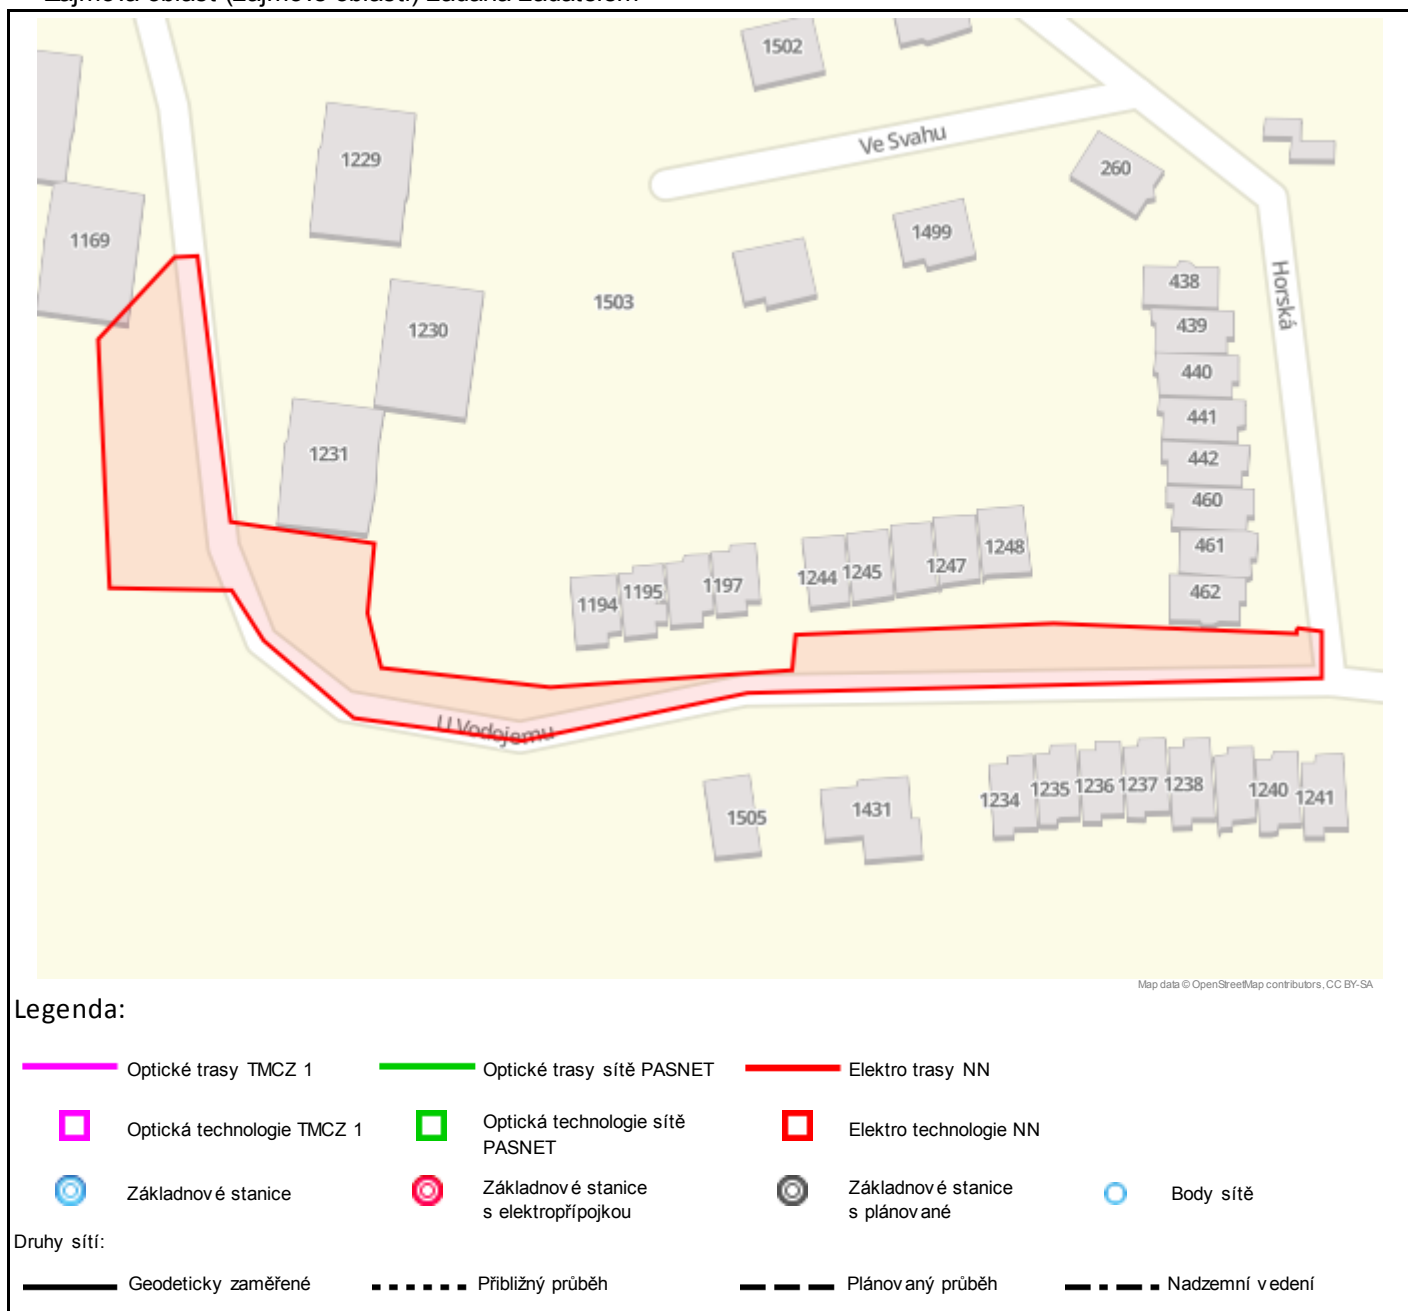 1502
Ve Svahu
1229
260
1169
1499
438
Horská
1503
439
1230
440
441
1231
442
460
461
1248
1244 1245 1247
1194 1195 1197
462
U Vodojemu
1505
1431
1234 1235 1236 1237 1238 1240 1241
Map data © OpenStreetMap contributors, CC BY-SA
Legenda:
Optické trasy TMCZ 1
Optické trasy sítě PASNET
Elektro trasy NN
Optická technologie TMCZ 1
Optická technologie sítě
PASNET
Elektro technologie NN
Základnové stanice
Základnové stanice
s elektropřípojkou
Základnové stanice
s plánované
Body sítě
Druhy sítí:
Geodeticky zaměřené
Přibližný průběh
Plánovaný průběh
Nadzemní vedení